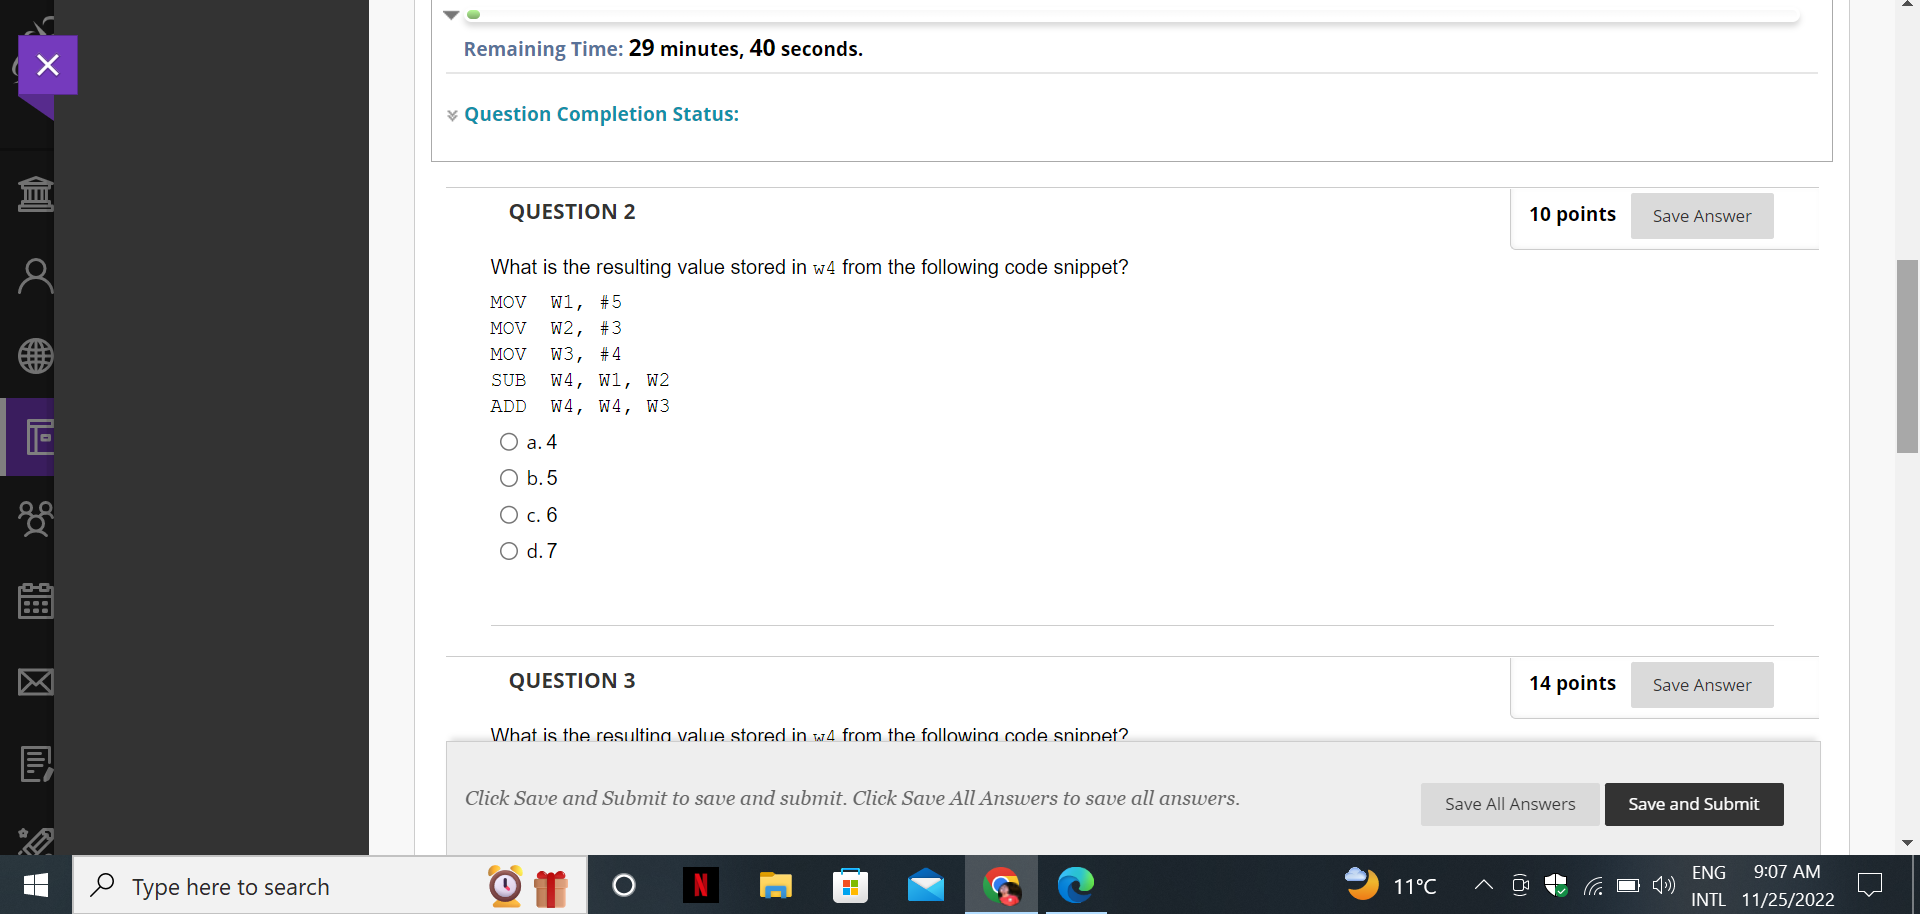 Remaining Time: 29 minutes, 40 seconds.
Question Completion Status:
QUESTION 2
10 points
Save Answer
What is the resulting value stored in w4 from the following code snippet?
MOV W1, #5
MOV W2, #3
MOV W3, #4
SUB W4, W1, W2
ADD W4, W4, W3
a. 4
b. 5
c. 6
d. 7
QUESTION 3
14 points
Save Answer
What is the resulting value stored in w4 from the following code snippet?
Click Save and Submit to save and submit. Click Save All Answers to save all answers.
Save All Answers
Save and Submit
Type here to search
N
11°C
ENG
INTL
9:07 AM
11/25/2022